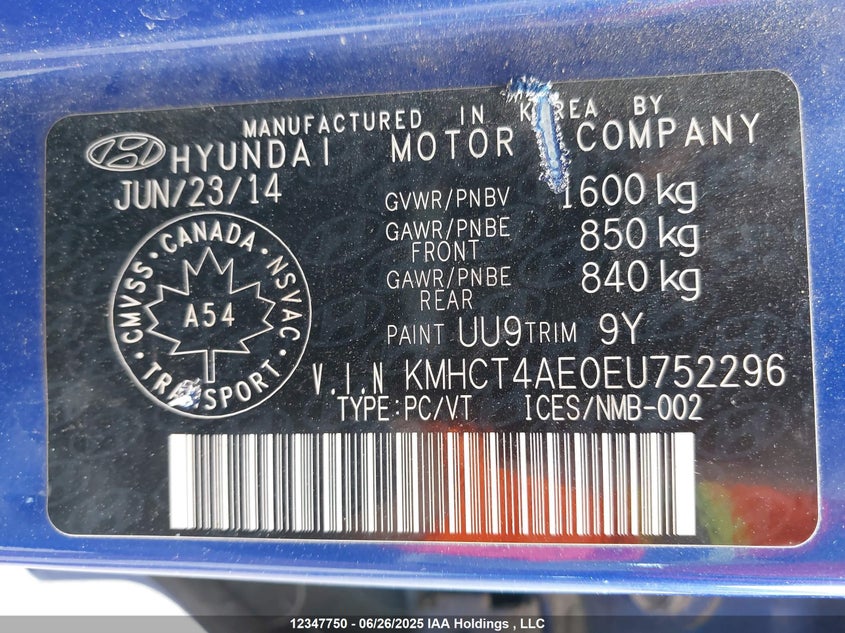 MANUFACTURED IN KOREA BY
HYUNDAI MOTOR COMPANY
JUN/23/14
GVWR/PNBV 1600 kg
GAWR/PNBE FRONT 850 kg
GAWR/PNBE REAR 840 kg
PAINT UU9 TRIM 9Y
CMVSS · CANADA · NSVAC
A54
TRANSPORT
V.I.N KMHCT4AE0EU752296
TYPE:PC/VT ICES/NMB-002
12347750 - 06/26/2025 IAA Holdings , LLC